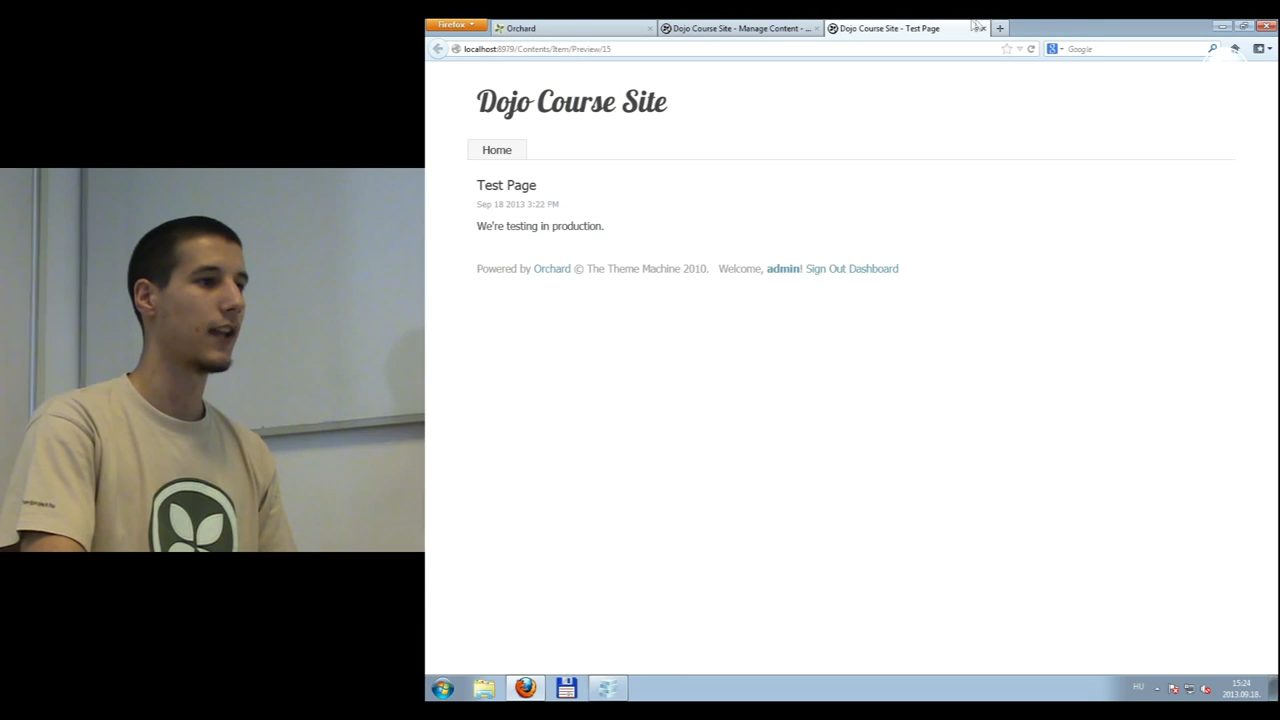 Firefox
Orchard
Dojo Course Site - Manage Content - ...
Dojo Course Site - Test Page
localhost:8979/Contents/Item/Preview/15
Google
Dojo Course Site
Home
Test Page
Sep 18 2013 3:22 PM
We're testing in production.
Powered by Orchard © The Theme Machine 2010. Welcome, admin! Sign Out Dashboard
HU
15:24
2013.09.18.